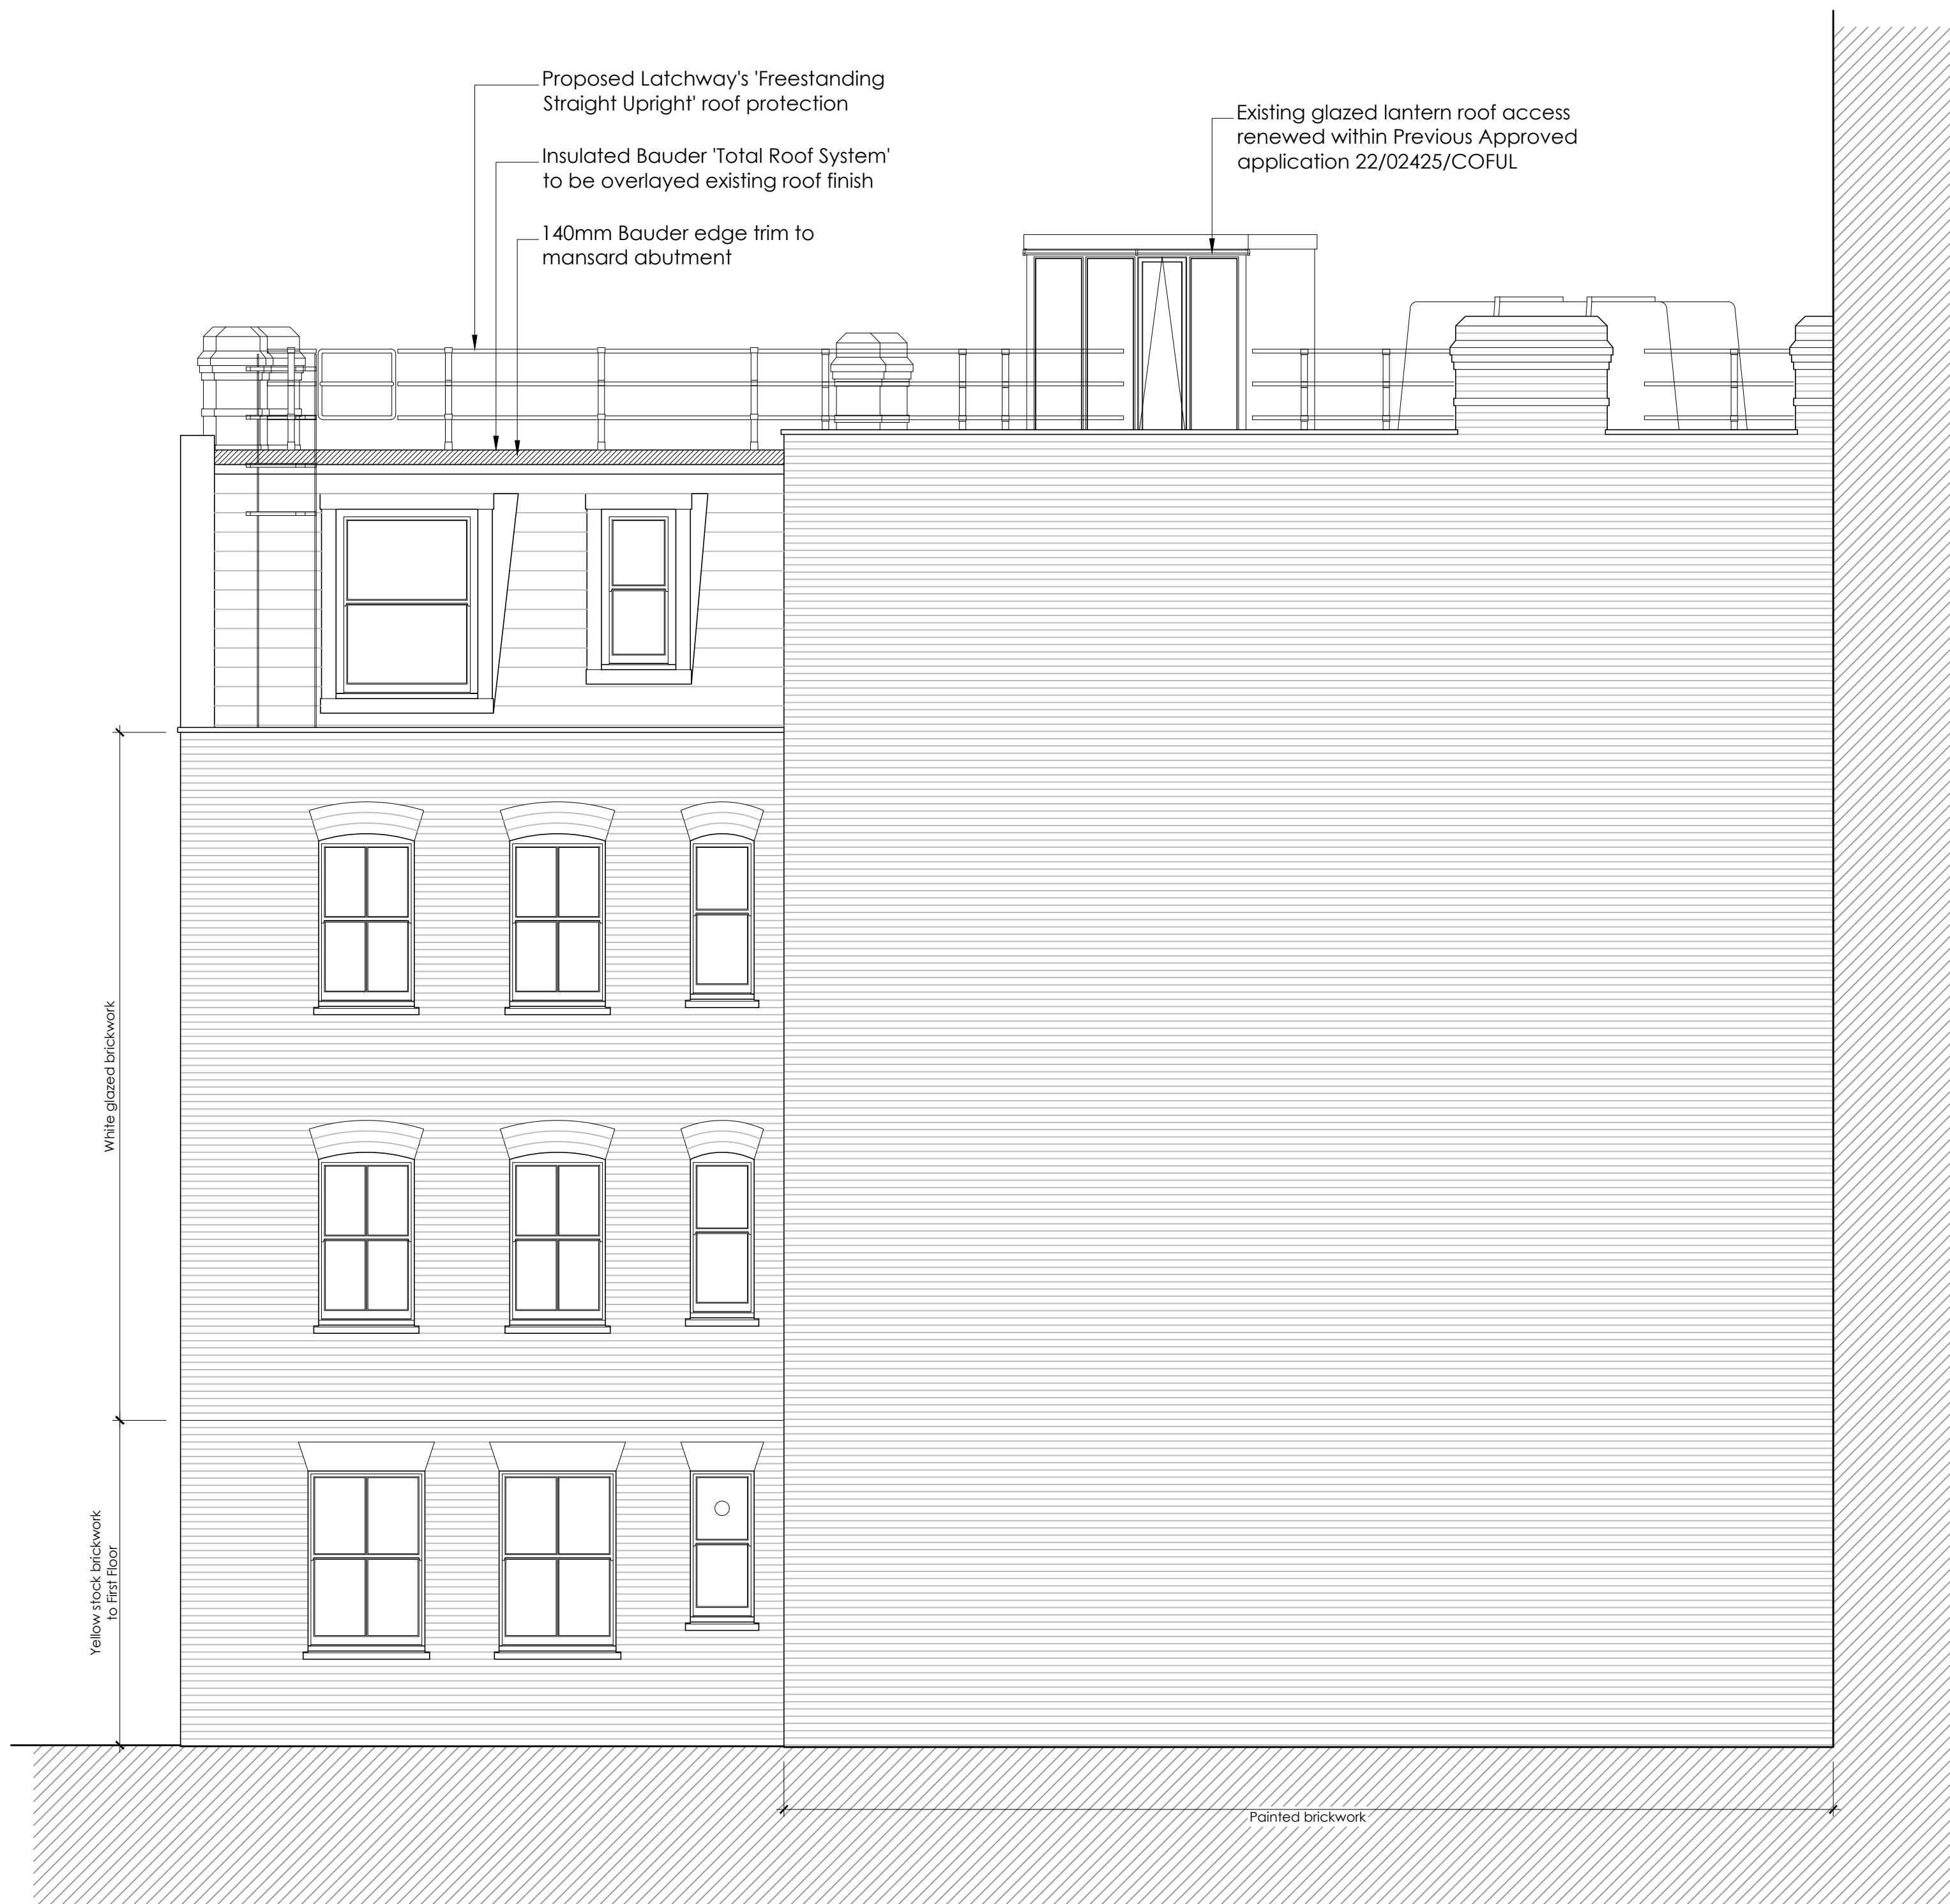 Proposed Latchway's 'Freestanding
Straight Upright' roof protection
Insulated Bauder 'Total Roof System'
to be overlayed existing roof finish
140mm Bauder edge trim to
mansard abutment
Existing glazed lantern roof access
renewed within Previous Approved
application 22/02425/COFUL
White glazed brickwork
Yellow stock brickwork
to First Floor
Painted brickwork